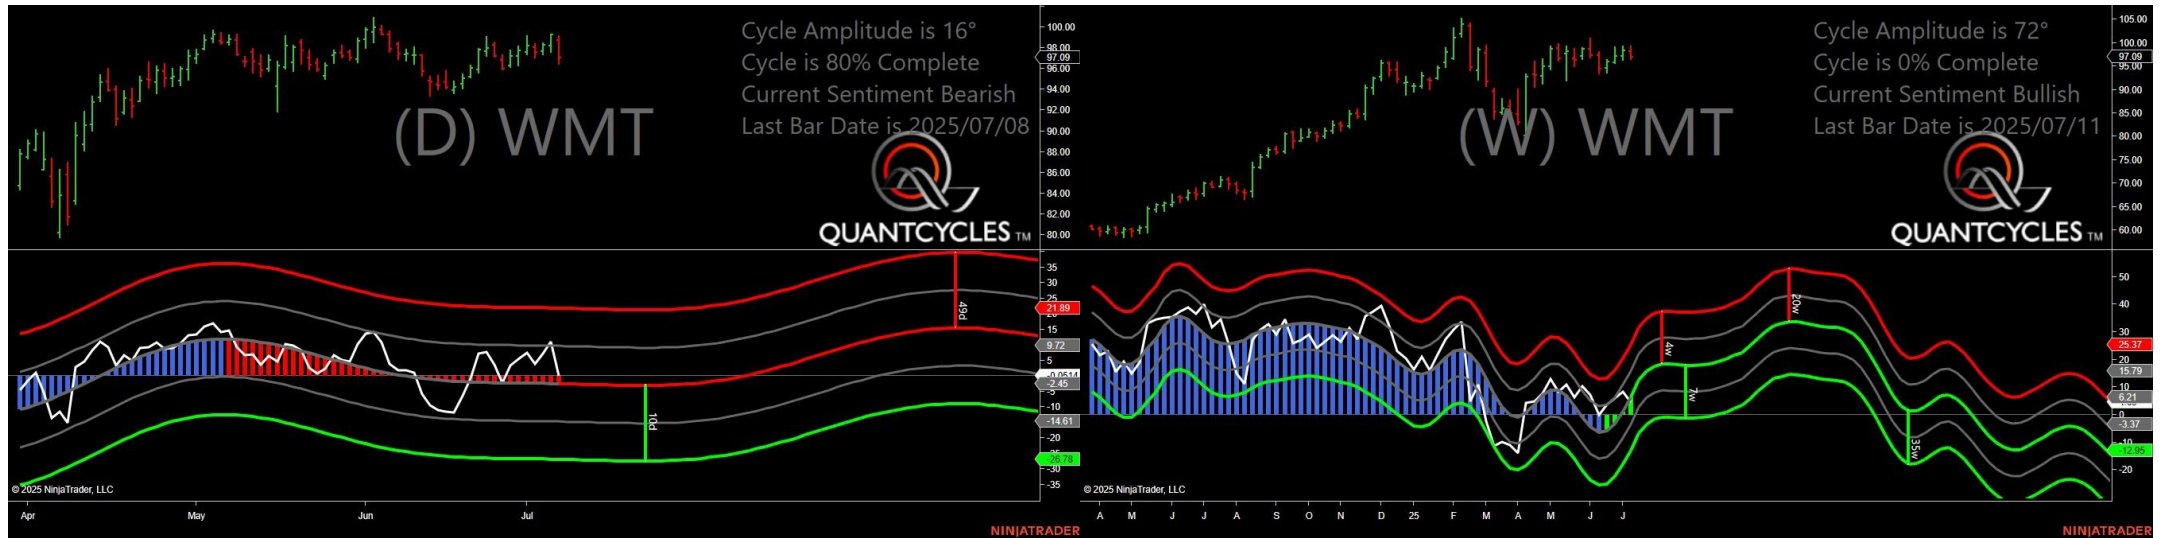 Cycle Amplitude is 16°
Cycle is 80% Complete
Current Sentiment Bearish
Last Bar Date is 2025/07/08
(D) WMT
QUANTCYCLES TM
100.00
98.00
97.09
96.00
94.00
92.00
90.00
88.00
86.00
84.00
82.00
80.00
35
30
25
21.89
15
9.72
5
-0.0514
-2.45
-5
-10
-14.61
-20
-26.78
-30
-35
49d
10d
© 2025 NinjaTrader, LLC
Apr May Jun Jul
NINJATRADER
Cycle Amplitude is 72°
Cycle is 0% Complete
Current Sentiment Bullish
Last Bar Date is 2025/07/11
(W) WMT
QUANTCYCLES TM
105.00
100.00
97.09
95.00
90.00
85.00
80.00
75.00
70.00
65.00
60.00
50
40
30
25.37
20
15.79
10
6.21
0
-3.37
-10
-12.95
-20
4w
7w
20w
35w
© 2025 NinjaTrader, LLC
A M J J A S O N D 25 F M A M J J
NINJATRADER